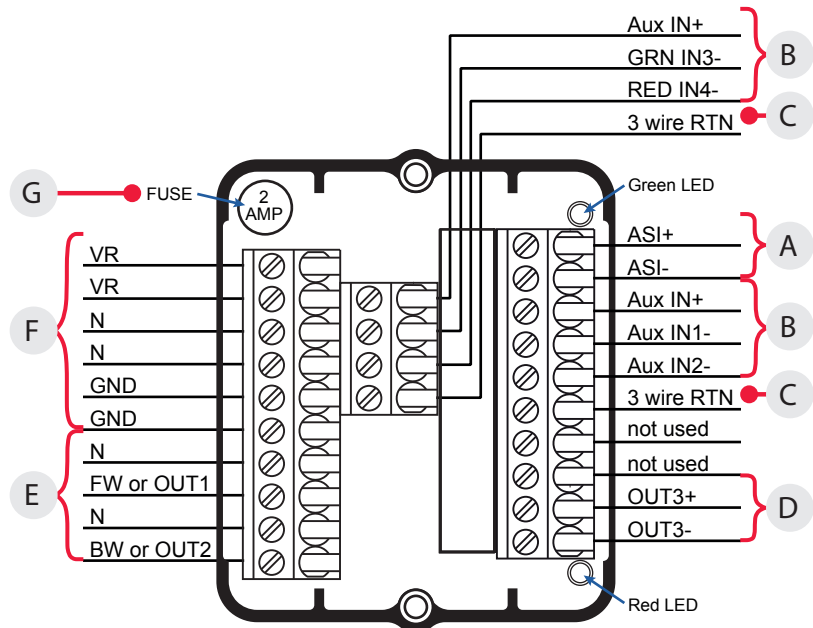 Aux IN+
GRN IN3-
B
RED IN4-
C
3 wire RTN
G
FUSE
2
AMP
Green LED
VR
VR
N
N
GND
GND
F
N
FW or OUT1
N
BW or OUT2
E
ASI+
A
ASI-
Aux IN+
Aux IN1-
B
Aux IN2-
3 wire RTN
C
not used
not used
OUT3+
D
OUT3-
Red LED